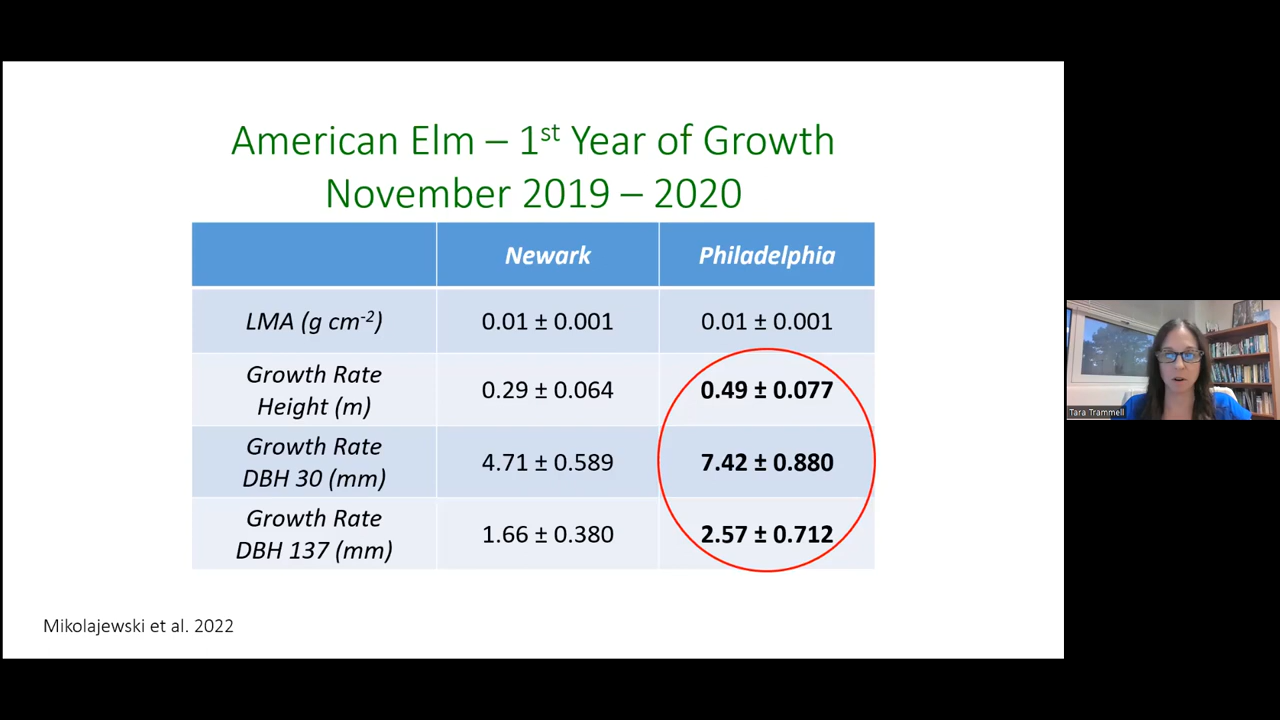 American Elm – 1st Year of Growth
November 2019 – 2020
Newark Philadelphia
LMA (g cm-2) 0.01 ± 0.001 0.01 ± 0.001
Growth Rate
Height (m) 0.29 ± 0.064 0.49 ± 0.077
Growth Rate
DBH 30 (mm) 4.71 ± 0.589 7.42 ± 0.880
Growth Rate
DBH 137 (mm) 1.66 ± 0.380 2.57 ± 0.712
Mikolajewski et al. 2022
Tara Trammell